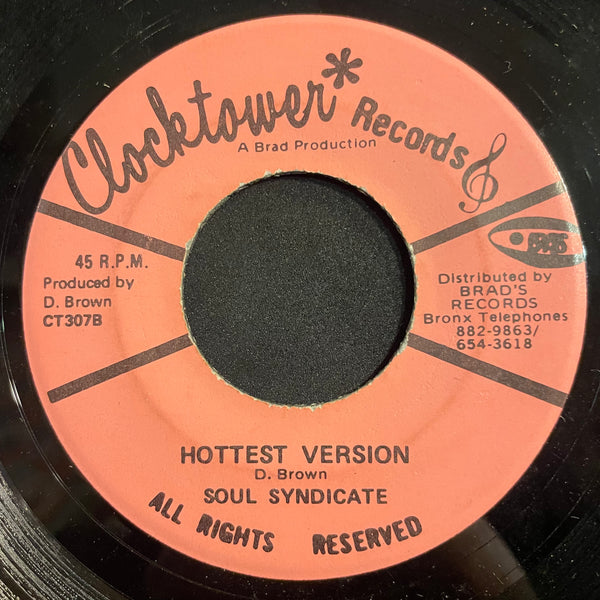 Clocktower* Records
A Brad Production
45 R.P.M.
Produced by
D. Brown
CT307B
Distributed by
BRAD'S
RECORDS
Bronx Telephones
882-9863/
654-3618
HOTTEST VERSION
D. Brown
SOUL SYNDICATE
ALL RIGHTS RESERVED